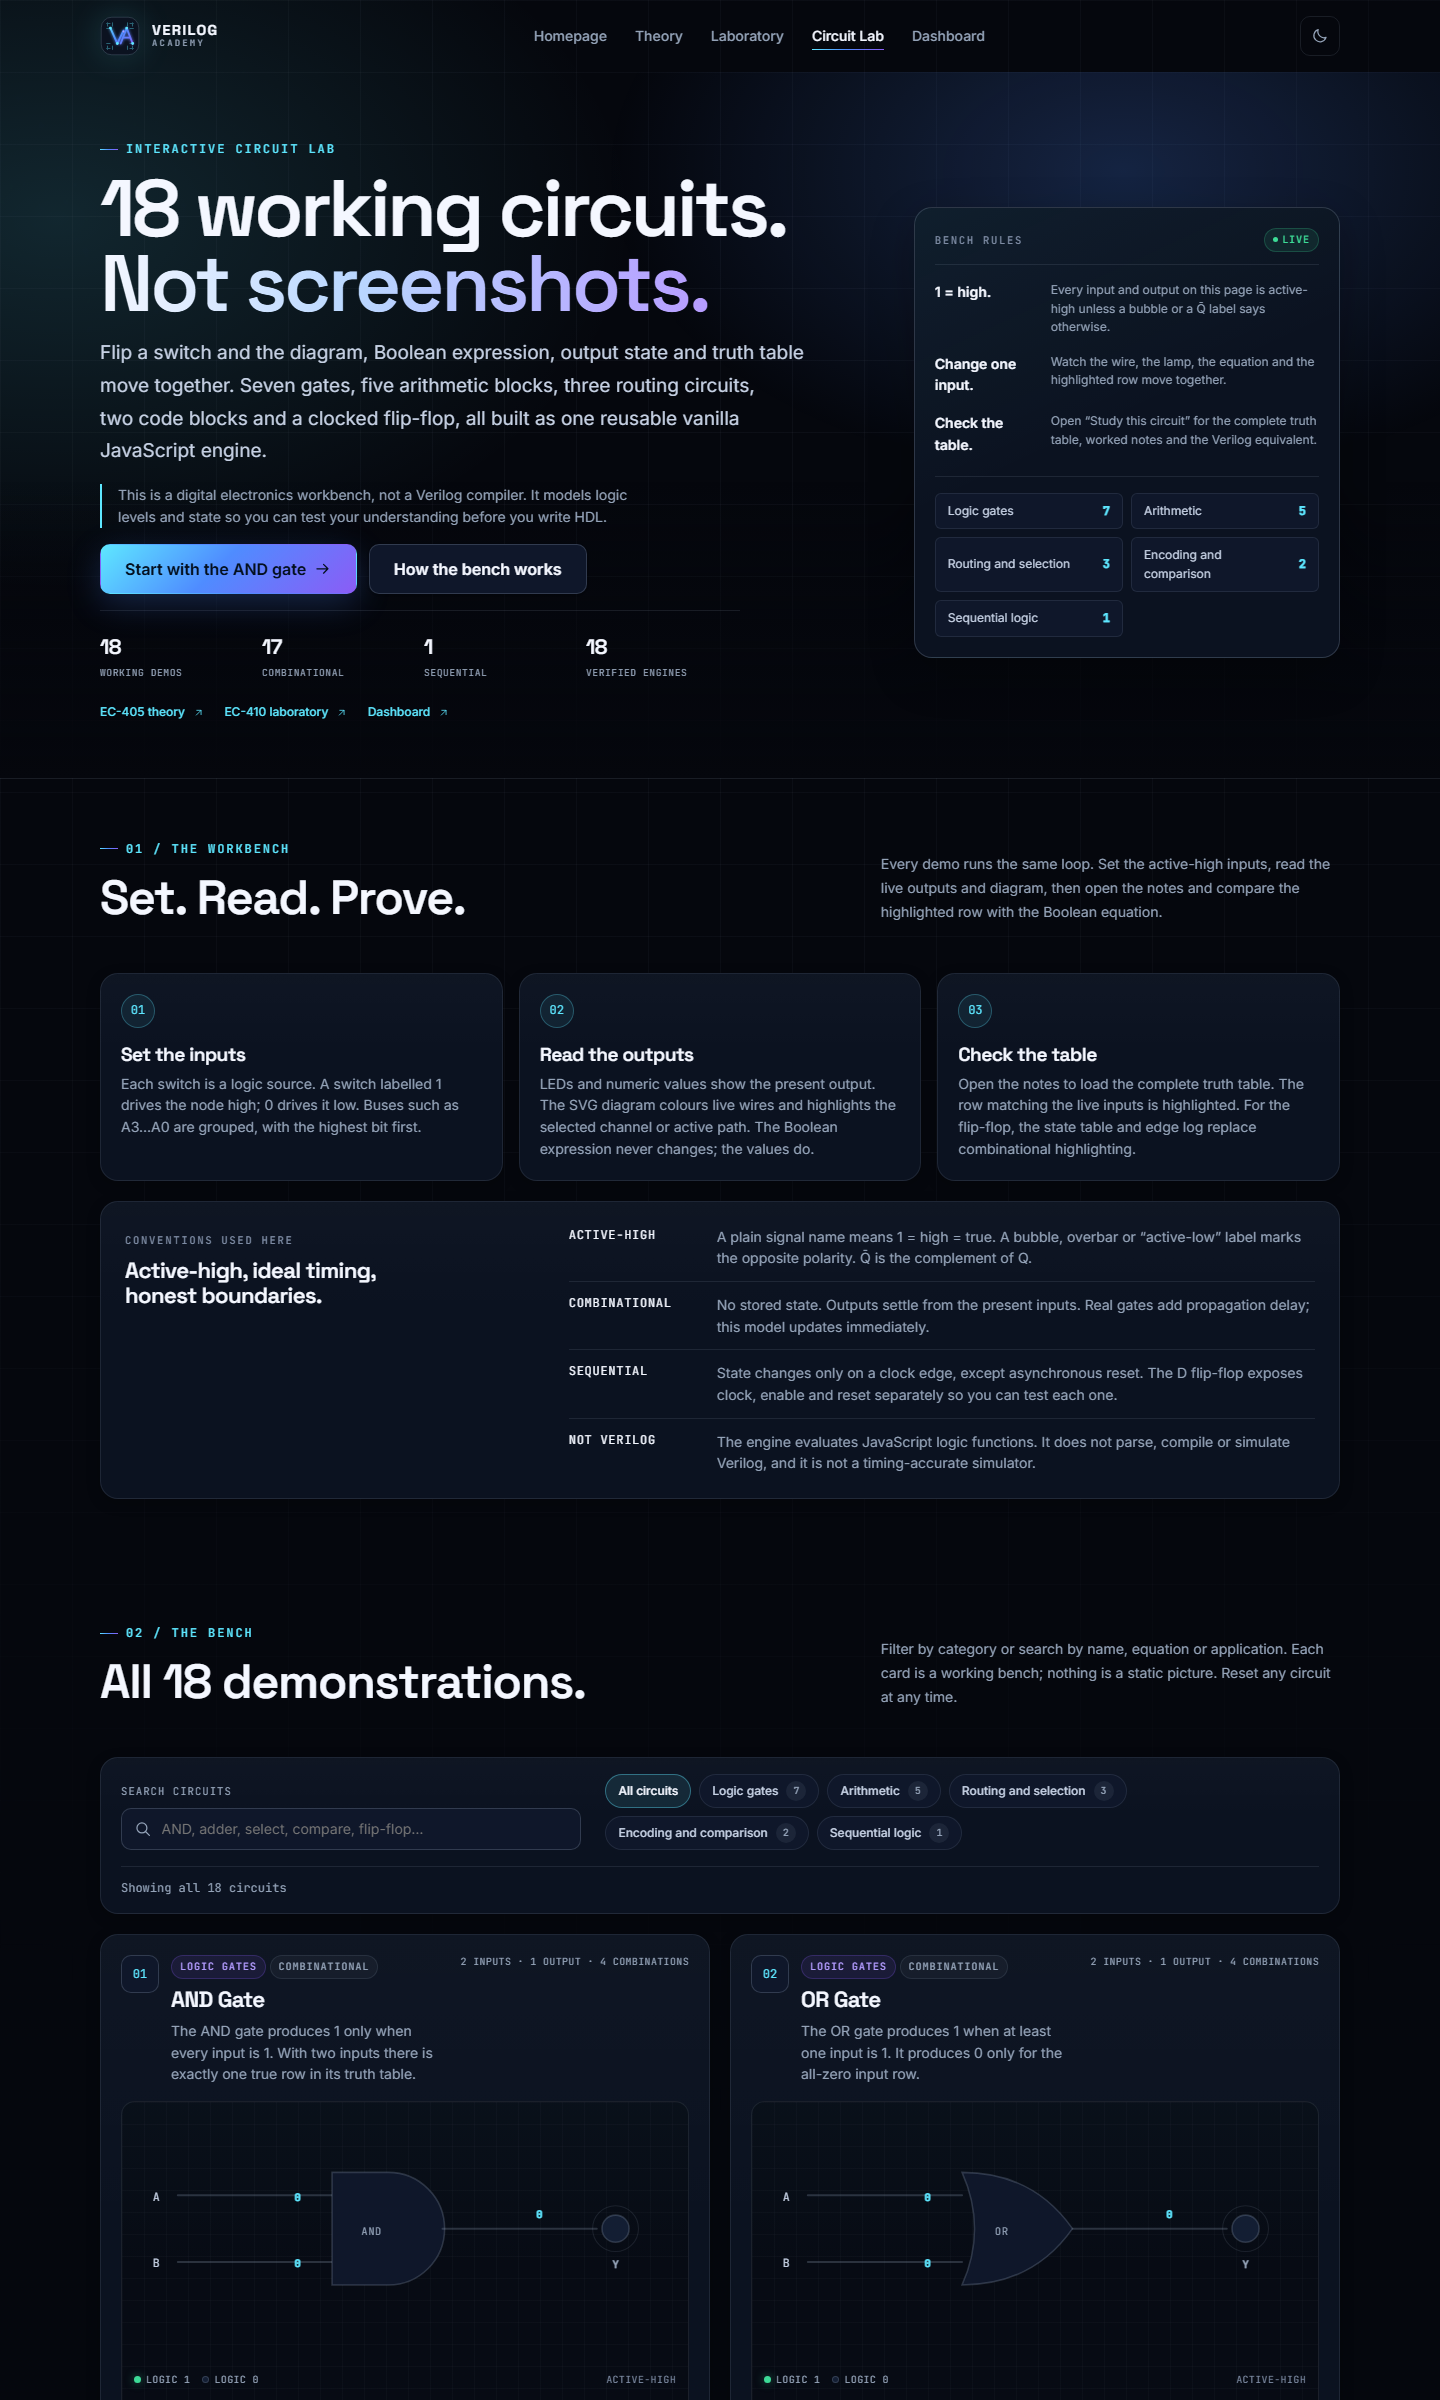 VERILOG
ACADEMY
Homepage
Theory
Laboratory
Circuit Lab
Dashboard
INTERACTIVE CIRCUIT LAB
18 working circuits.
Not screenshots.
Flip a switch and the diagram, Boolean expression, output state and truth table
move together. Seven gates, five arithmetic blocks, three routing circuits,
two code blocks and a clocked flip-flop, all built as one reusable vanilla
JavaScript engine.
This is a digital electronics workbench, not a Verilog compiler. It models logic
levels and state so you can test your understanding before you write HDL.
Start with the AND gate →
How the bench works
18
WORKING DEMOS
17
COMBINATIONAL
1
SEQUENTIAL
18
VERIFIED ENGINES
EC-405 theory ↗
EC-410 laboratory ↗
Dashboard ↗
BENCH RULES
LIVE
1 = high.
Every input and output on this page is active-
high unless a bubble or a Q̄ label says
otherwise.
Change one
input.
Watch the wire, the lamp, the equation and the
highlighted row move together.
Check the
table.
Open “Study this circuit” for the complete truth
table, worked notes and the Verilog equivalent.
Logic gates 7
Arithmetic 5
Routing and selection 3
Encoding and
comparison 2
Sequential logic 1
01 / THE WORKBENCH
Set. Read. Prove.
Every demo runs the same loop. Set the active-high inputs, read the
live outputs and diagram, then open the notes and compare the
highlighted row with the Boolean equation.
01
Set the inputs
Each switch is a logic source. A switch labelled 1
drives the node high; 0 drives it low. Buses such as
A3…A0 are grouped, with the highest bit first.
02
Read the outputs
LEDs and numeric values show the present output.
The SVG diagram colours live wires and highlights the
selected channel or active path. The Boolean
expression never changes; the values do.
03
Check the table
Open the notes to load the complete truth table. The
row matching the live inputs is highlighted. For the
flip-flop, the state table and edge log replace
combinational highlighting.
CONVENTIONS USED HERE
Active-high, ideal timing,
honest boundaries.
ACTIVE-HIGH
A plain signal name means 1 = high = true. A bubble, overbar or “active-low” label marks
the opposite polarity. Q̄ is the complement of Q.
COMBINATIONAL
No stored state. Outputs settle from the present inputs. Real gates add propagation delay;
this model updates immediately.
SEQUENTIAL
State changes only on a clock edge, except asynchronous reset. The D flip-flop exposes
clock, enable and reset separately so you can test each one.
NOT VERILOG
The engine evaluates JavaScript logic functions. It does not parse, compile or simulate
Verilog, and it is not a timing-accurate simulator.
02 / THE BENCH
All 18 demonstrations.
Filter by category or search by name, equation or application. Each
card is a working bench; nothing is a static picture. Reset any circuit
at any time.
SEARCH CIRCUITS
AND, adder, select, compare, flip-flop…
All circuits
Logic gates 7
Arithmetic 5
Routing and selection 3
Encoding and comparison 2
Sequential logic 1
Showing all 18 circuits
01
LOGIC GATES
COMBINATIONAL
2 INPUTS · 1 OUTPUT · 4 COMBINATIONS
AND Gate
The AND gate produces 1 only when
every input is 1. With two inputs there is
exactly one true row in its truth table.
A
0
B
0
AND
0
Y
LOGIC 1
LOGIC 0
ACTIVE-HIGH
02
LOGIC GATES
COMBINATIONAL
2 INPUTS · 1 OUTPUT · 4 COMBINATIONS
OR Gate
The OR gate produces 1 when at least
one input is 1. It produces 0 only for the
all-zero input row.
A
0
B
0
OR
0
Y
LOGIC 1
LOGIC 0
ACTIVE-HIGH